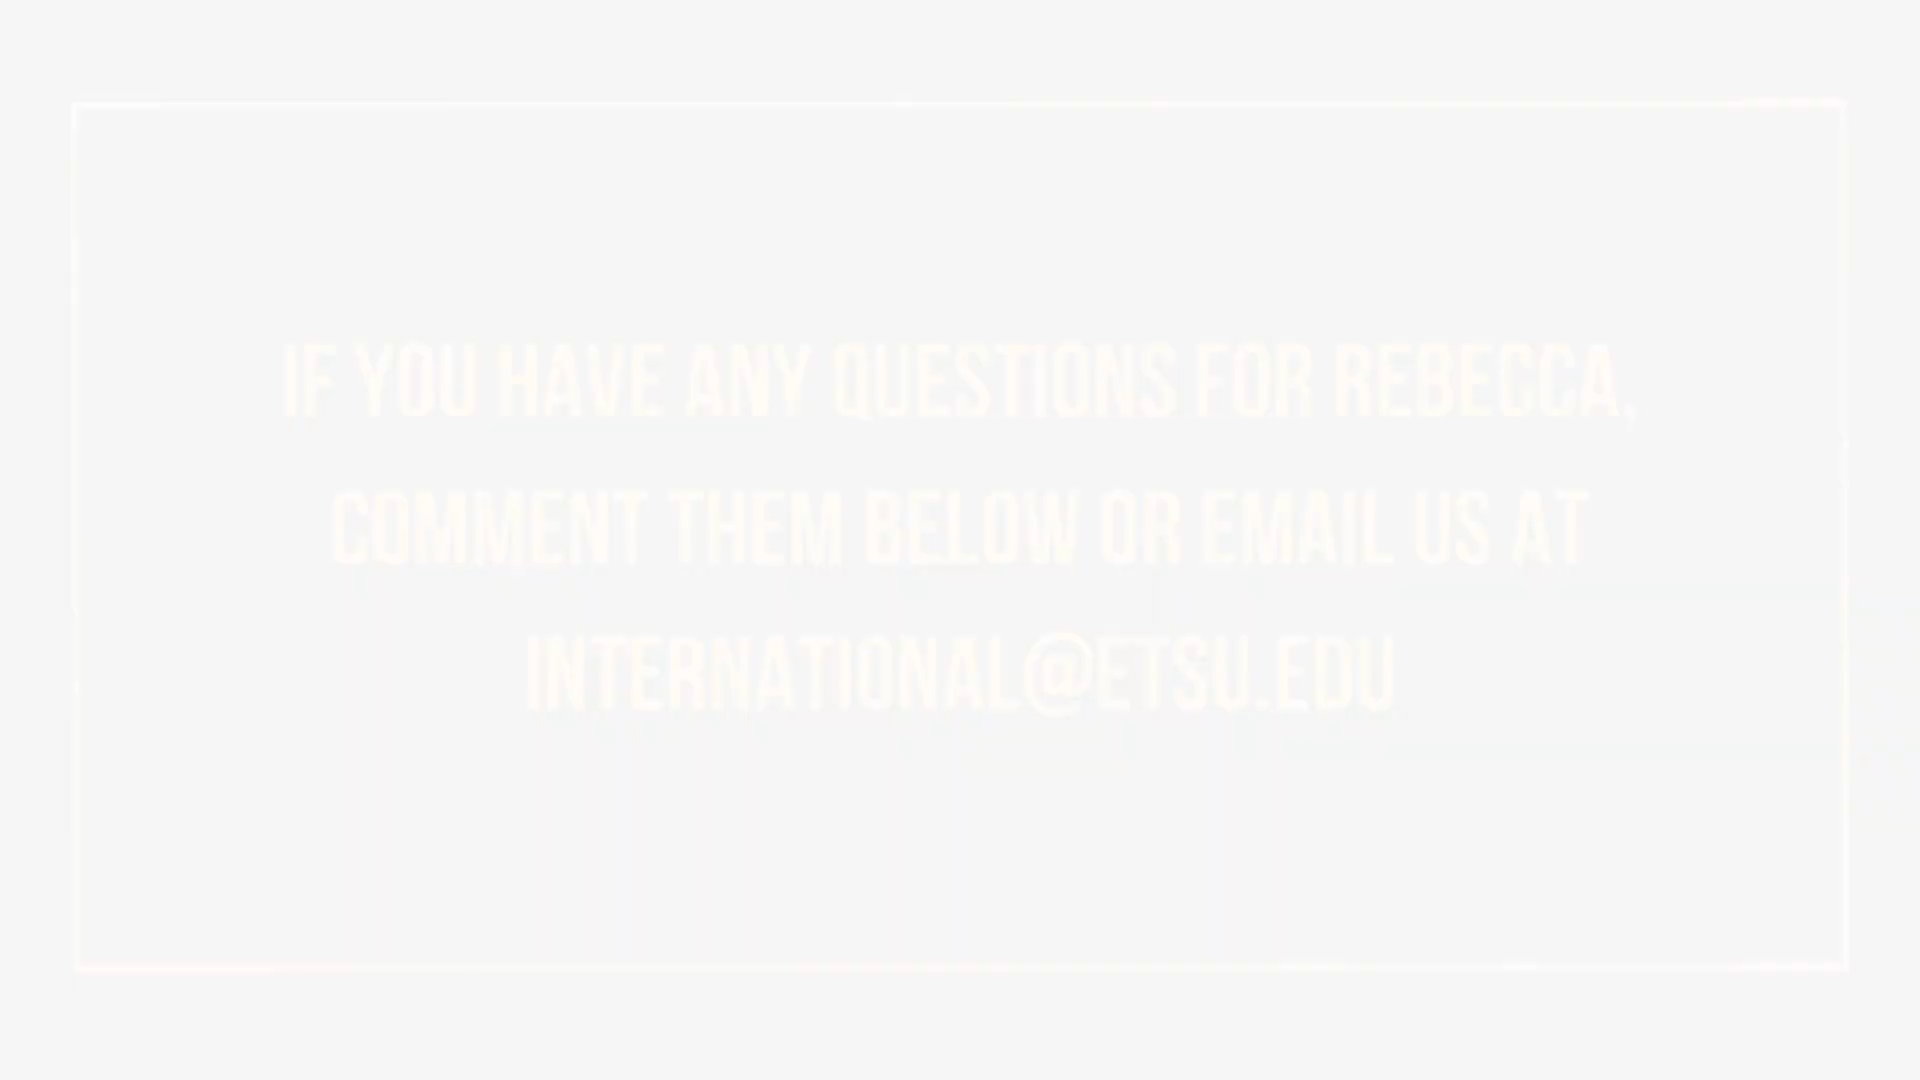 IF YOU HAVE ANY QUESTIONS FOR REBECCA,
COMMENT THEM BELOW OR EMAIL US AT
INTERNATIONAL@ETSU.EDU